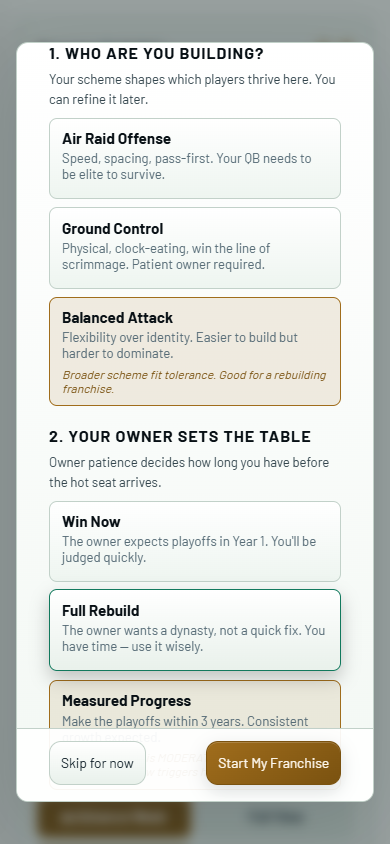 1. WHO ARE YOU BUILDING?
Your scheme shapes which players thrive here. You
can refine it later.
Air Raid Offense
Speed, spacing, pass-first. Your QB needs to
be elite to survive.
Ground Control
Physical, clock-eating, win the line of
scrimmage. Patient owner required.
Balanced Attack
Flexibility over identity. Easier to build but
harder to dominate.
Broader scheme fit tolerance. Good for a rebuilding
franchise.
2. YOUR OWNER SETS THE TABLE
Owner patience decides how long you have before
the hot seat arrives.
Win Now
The owner expects playoffs in Year 1. You'll be
judged quickly.
Full Rebuild
The owner wants a dynasty, not a quick fix. You
have time — use it wisely.
Measured Progress
Make the playoffs within 3 years. Consistent
growth expected.
Skip for now
Start My Franchise